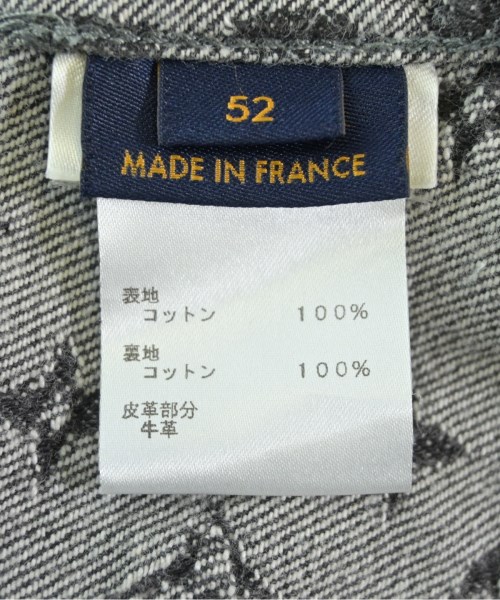 52
MADE IN FRANCE
表地
コットン 100%
裏地
コットン 100%
皮革部分
牛革